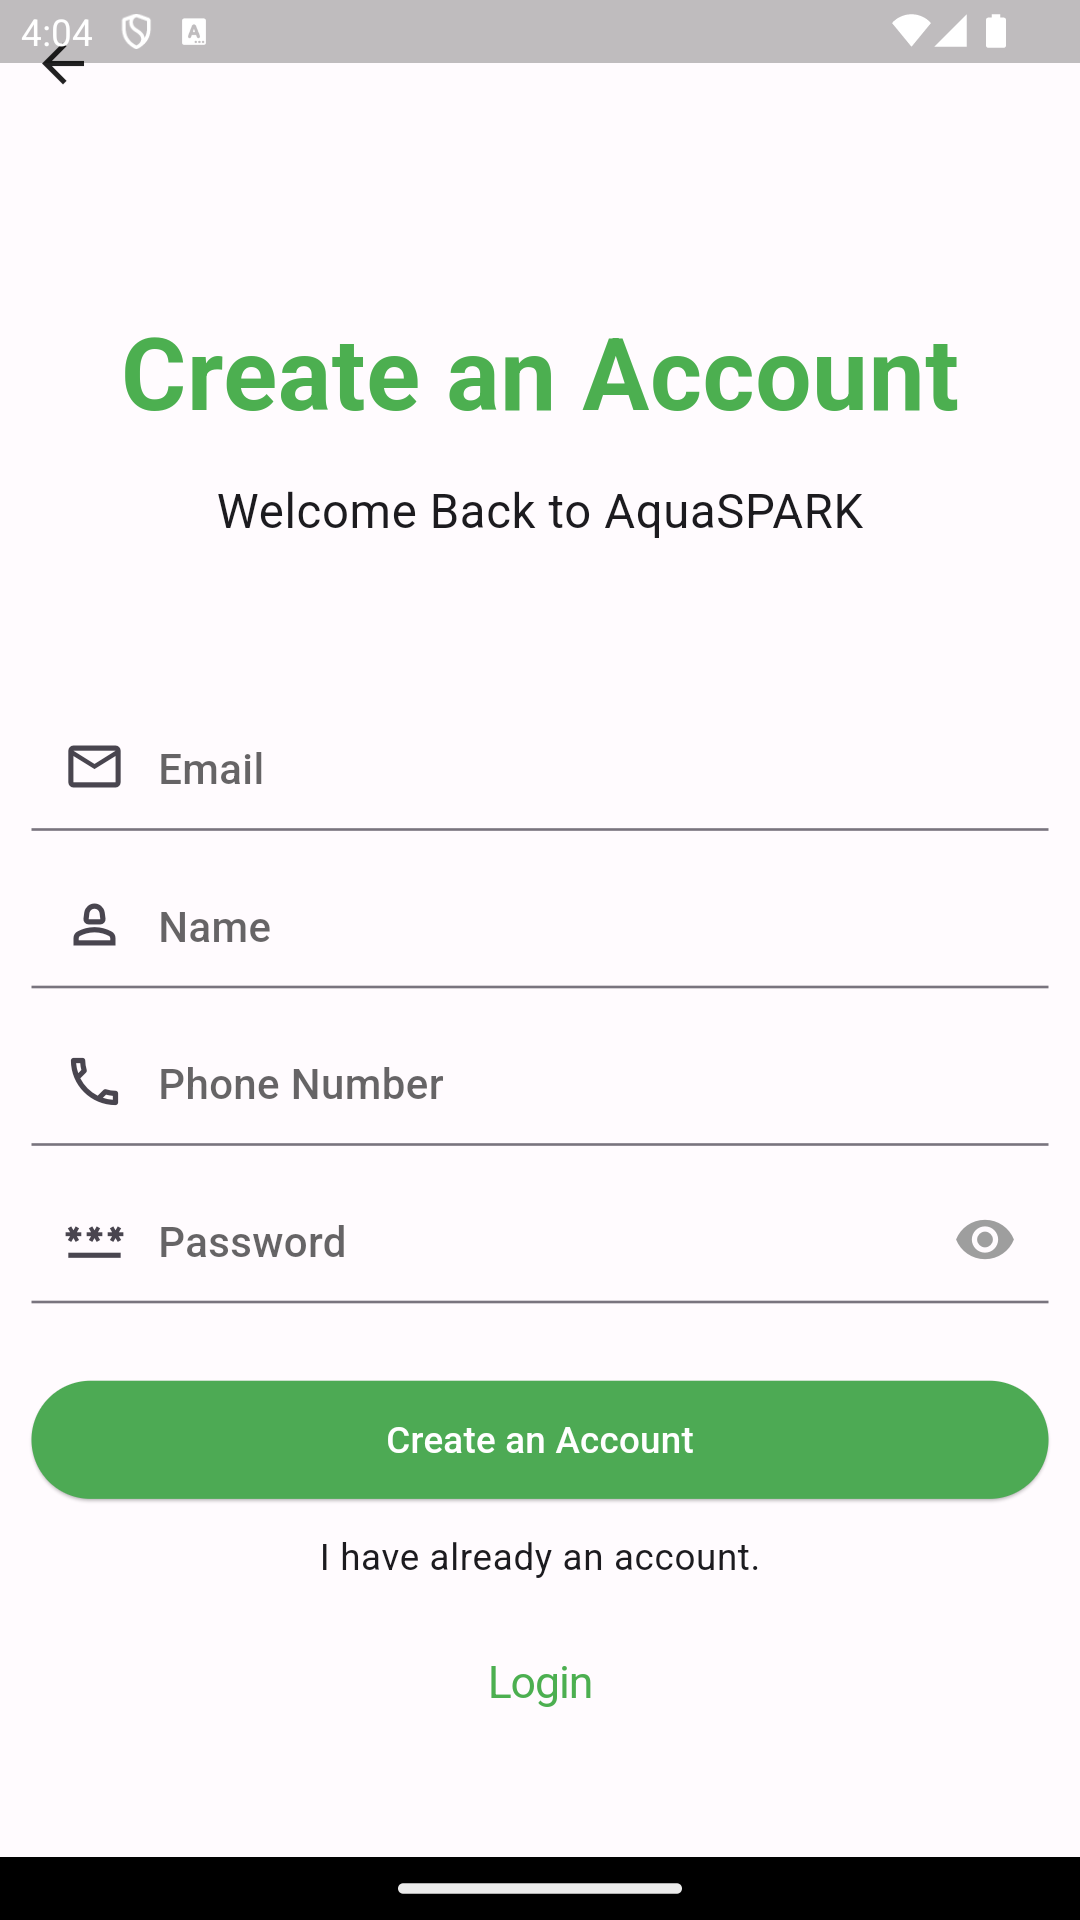 4:04
Create an Account
Welcome Back to AquaSPARK
Email
Name
Phone Number
Password
Create an Account
I have already an account.
Login